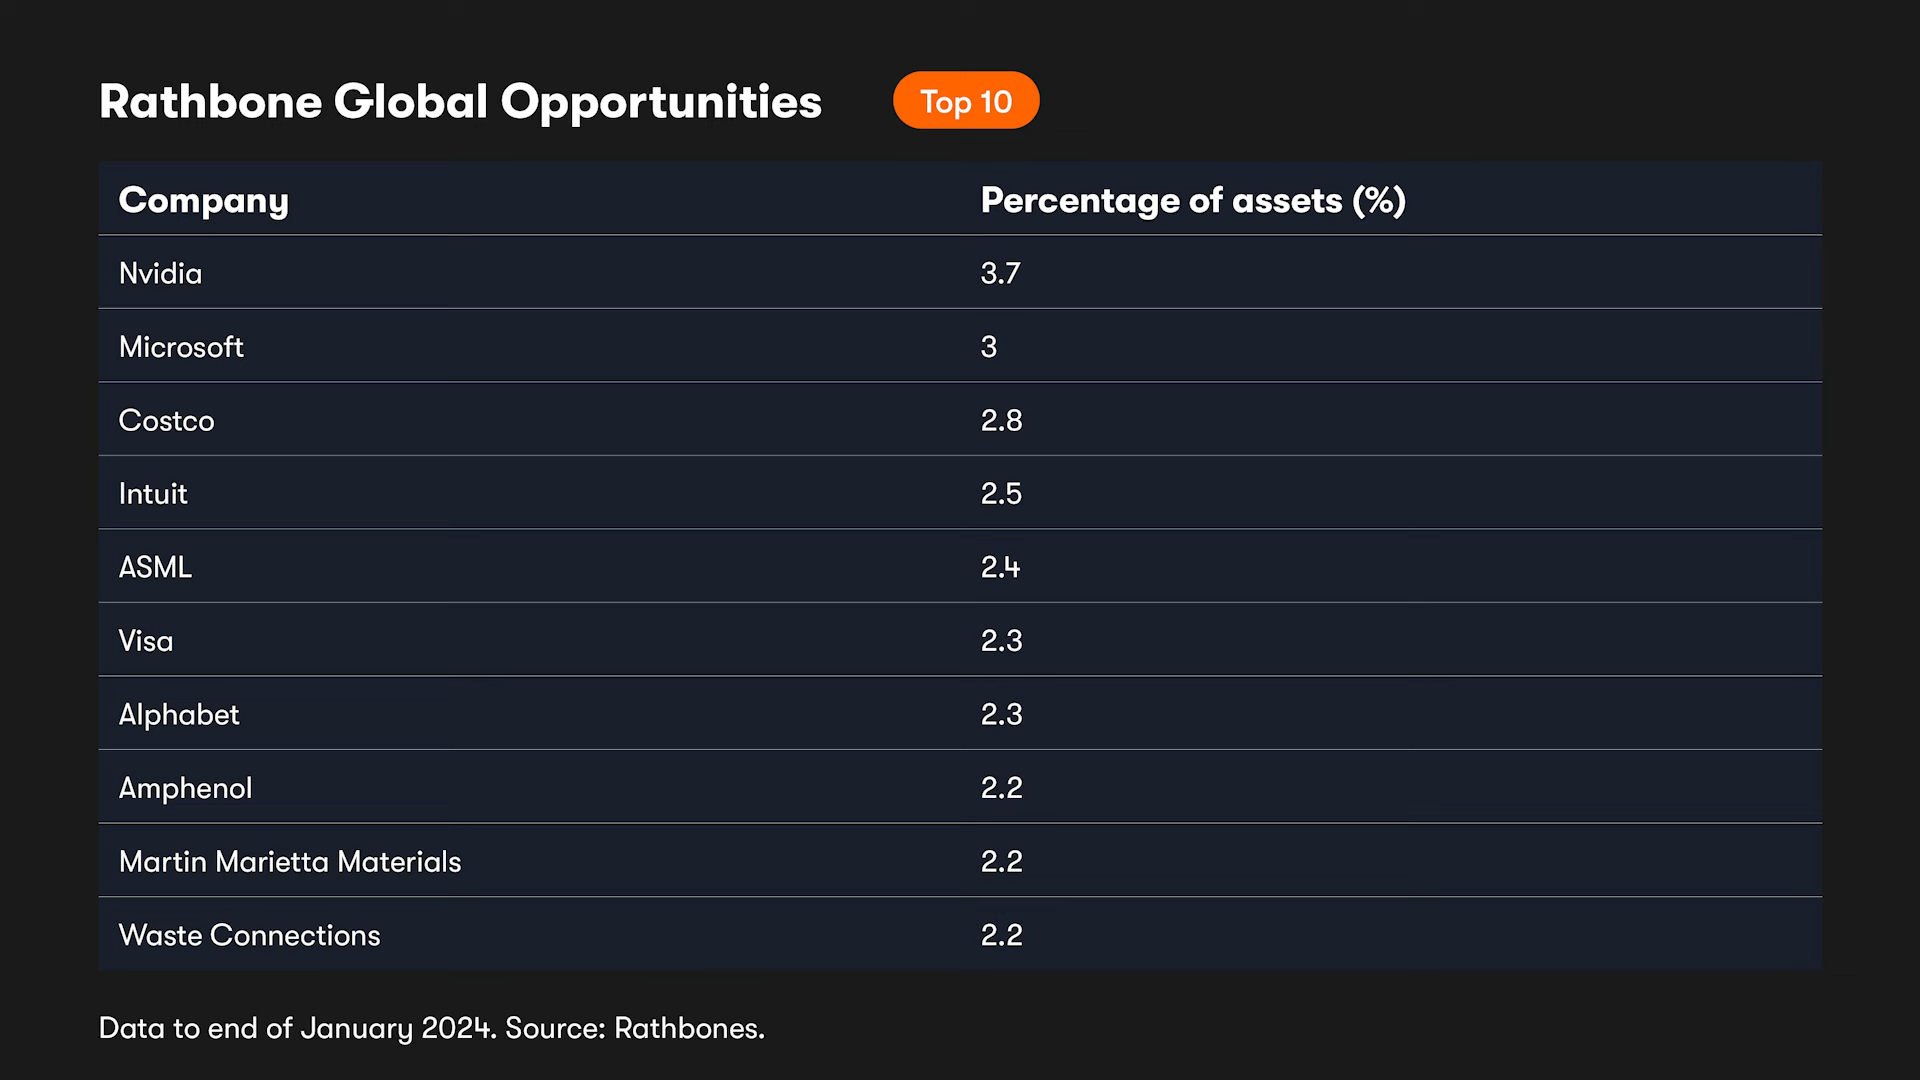 Rathbone Global Opportunities Top 10
Company Percentage of assets (%)
Nvidia 3.7
Microsoft 3
Costco 2.8
Intuit 2.5
ASML 2.4
Visa 2.3
Alphabet 2.3
Amphenol 2.2
Martin Marietta Materials 2.2
Waste Connections 2.2
Data to end of January 2024. Source: Rathbones.